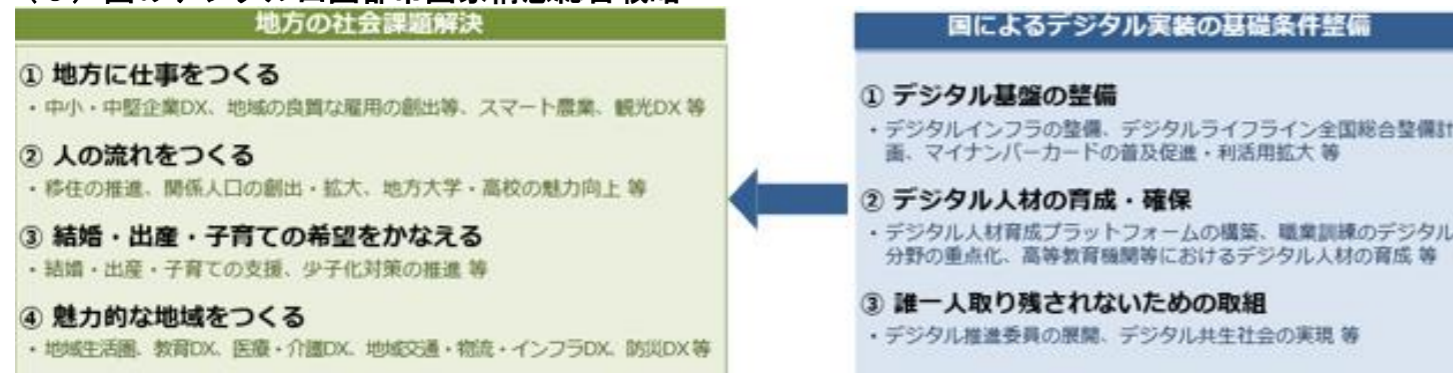 地方の社会課題解決
① 地方に仕事をつくる
・中小・中堅企業DX、地域の良質な雇用の創出等、スマート農業、観光DX 等
② 人の流れをつくる
・移住の推進、関係人口の創出・拡大、地方大学・高校の魅力向上 等
③ 結婚・出産・子育ての希望をかなえる
・結婚・出産・子育ての支援、少子化対策の推進 等
④ 魅力的な地域をつくる
・地域生活圏、教育DX、医療・介護DX、地域交通・物流・インフラDX、防災DX 等
国によるデジタル実装の基礎条件整備
① デジタル基盤の整備
・デジタルインフラの整備、デジタルライフライン全国総合整備計
画、マイナンバーカードの普及促進・利活用拡大 等
② デジタル人材の育成・確保
・デジタル人材育成プラットフォームの構築、職業訓練のデジタル
分野の重点化、高等教育機関等におけるデジタル人材の育成 等
③ 誰一人取り残されないための取組
・デジタル推進委員の展開、デジタル共生社会の実現 等